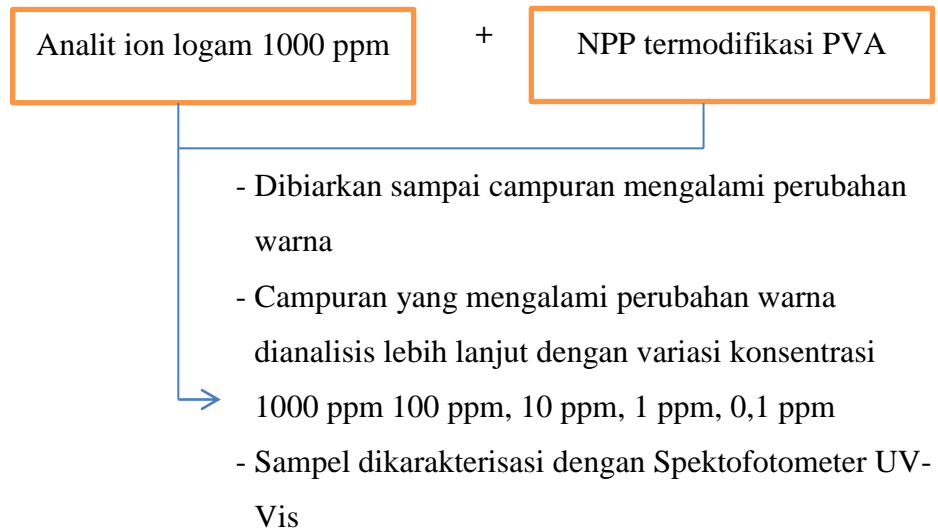 Analit ion logam 1000 ppm + NPP termodifikasi PVA
- Dibiarkan sampai campuran mengalami perubahan
warna
- Campuran yang mengalami perubahan warna
dianalisis lebih lanjut dengan variasi konsentrasi
1000 ppm 100 ppm, 10 ppm, 1 ppm, 0,1 ppm
- Sampel dikarakterisasi dengan Spektofotometer UV-
Vis